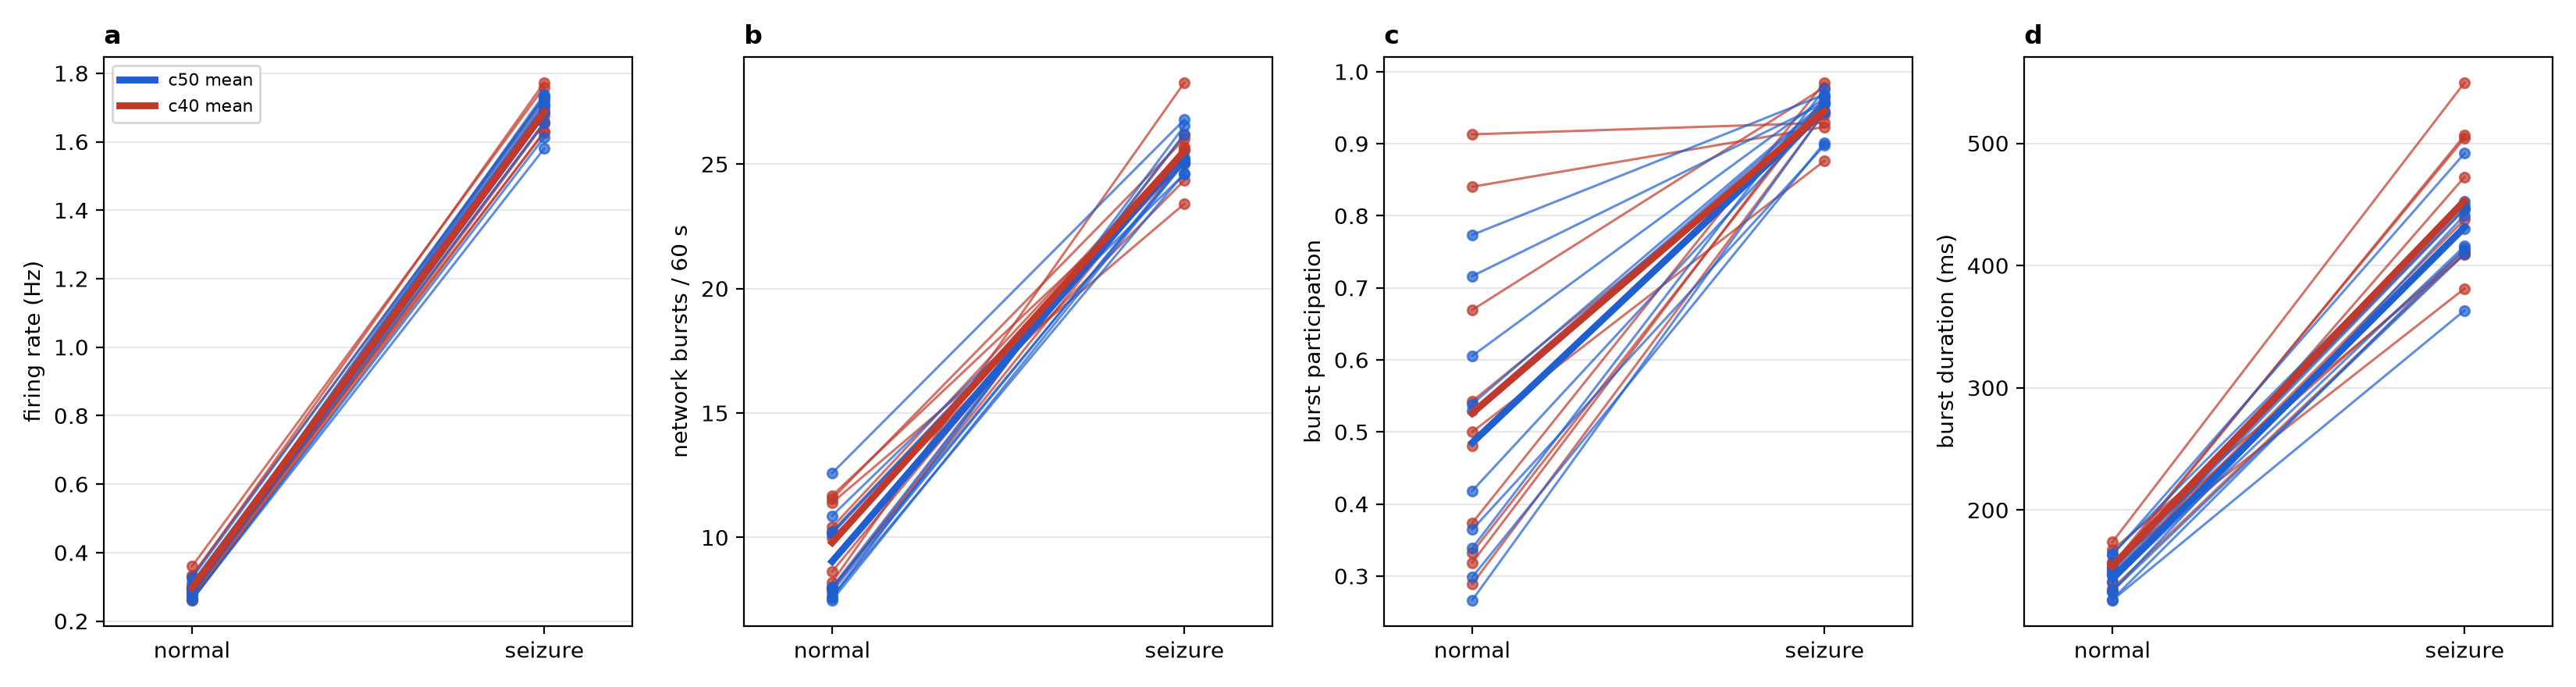 a
firing rate (Hz)
1.8
1.6
1.4
1.2
1.0
0.8
0.6
0.4
0.2
c50 mean
c40 mean
normal
seizure
b
network bursts / 60 s
25
20
15
10
normal
seizure
c
burst participation
1.0
0.9
0.8
0.7
0.6
0.5
0.4
0.3
normal
seizure
d
burst duration (ms)
500
400
300
200
normal
seizure